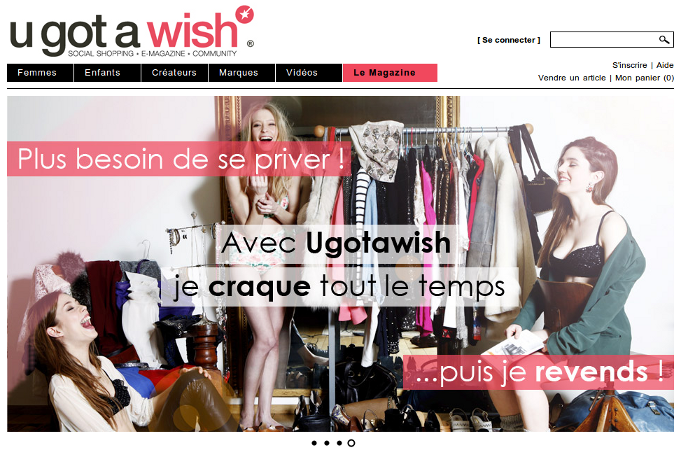 u got a wish ®
SOCIAL SHOPPING • E-MAGAZINE • COMMUNITY
[ Se connecter ]
S'inscrire | Aide
Vendre un article | Mon panier (0)
Femmes Enfants Créateurs Marques Vidéos Le Magazine
Plus besoin de se priver !
Avec Ugotawish
je craque tout le temps
...puis je revends !